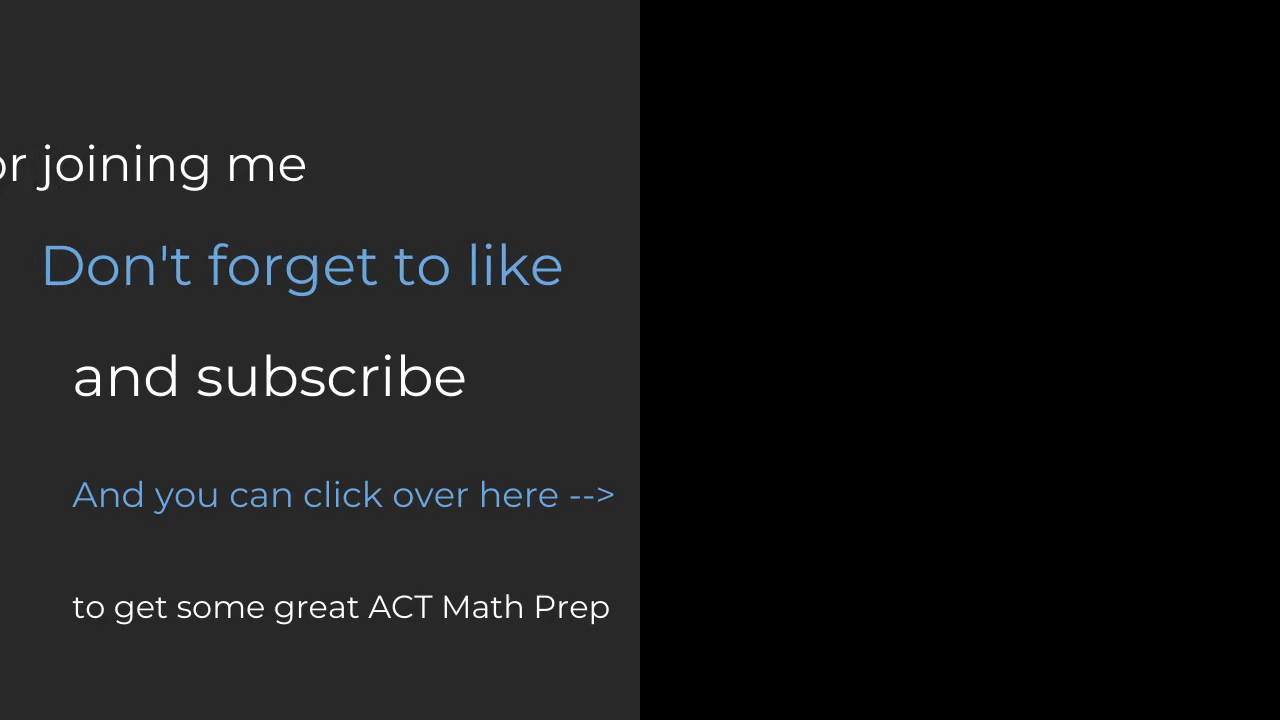 or joining me
Don't forget to like
and subscribe
And you can click over here -->
to get some great ACT Math Prep